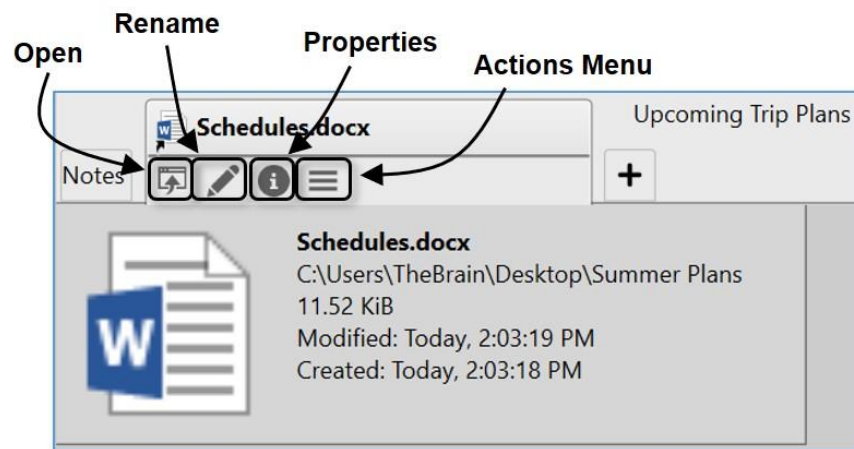 Rename
Open
Properties
Actions Menu
Schedules.docx
Upcoming Trip Plans
Notes
Schedules.docx
C:\Users\TheBrain\Desktop\Summer Plans
11.52 KiB
Modified: Today, 2:03:19 PM
Created: Today, 2:03:18 PM
W